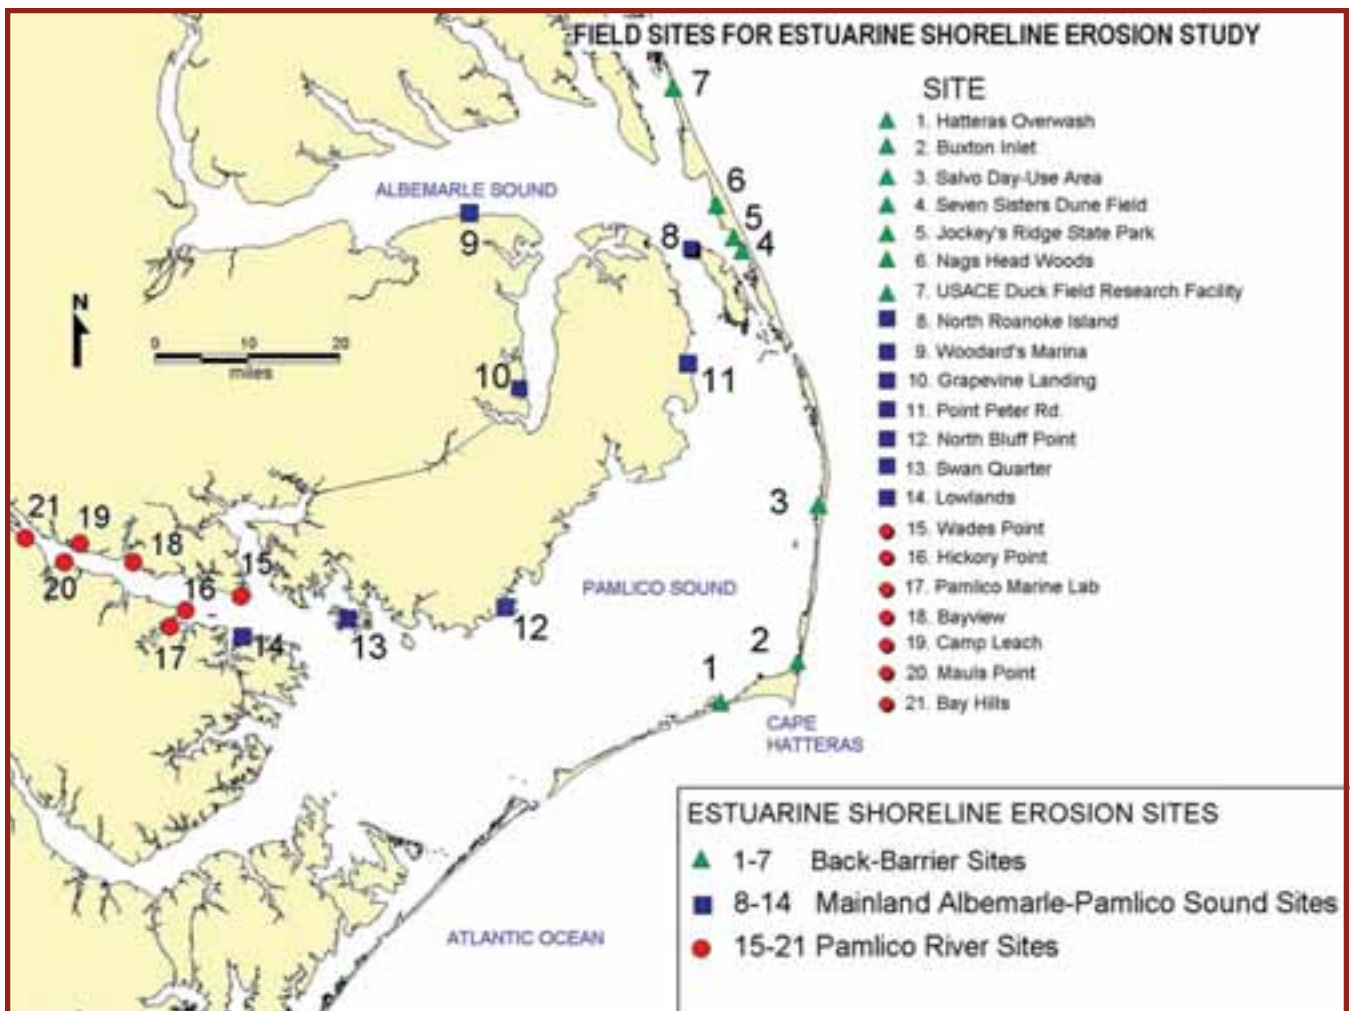 FIELD SITES FOR ESTUARINE SHORELINE EROSION STUDY
SITE
1. Hatteras Overwash
2. Buxton Inlet
3. Salvo Day-Use Area
4. Seven Sisters Dune Field
5. Jockey's Ridge State Park
6. Nags Head Woods
7. USACE Duck Field Research Facility
8. North Roanoke Island
9. Woodard's Marina
10. Grapevine Landing
11. Point Peter Rd.
12. North Bluff Point
13. Swan Quarter
14. Lowlands
15. Wades Point
16. Hickory Point
17. Pamlico Marine Lab
18. Bayview
19. Camp Leach
20. Mauls Point
21. Bay Hills
7
ALBEMARLE SOUND
6
5
4
8
9
N
10
20
miles
10
11
3
21
19
18
20
16
15
17
14
13
12
PAMLICO SOUND
2
1
CAPE
HATTERAS
ATLANTIC OCEAN
ESTUARINE SHORELINE EROSION SITES
1-7 Back-Barrier Sites
8-14 Mainland Albemarle-Pamlico Sound Sites
15-21 Pamlico River Sites